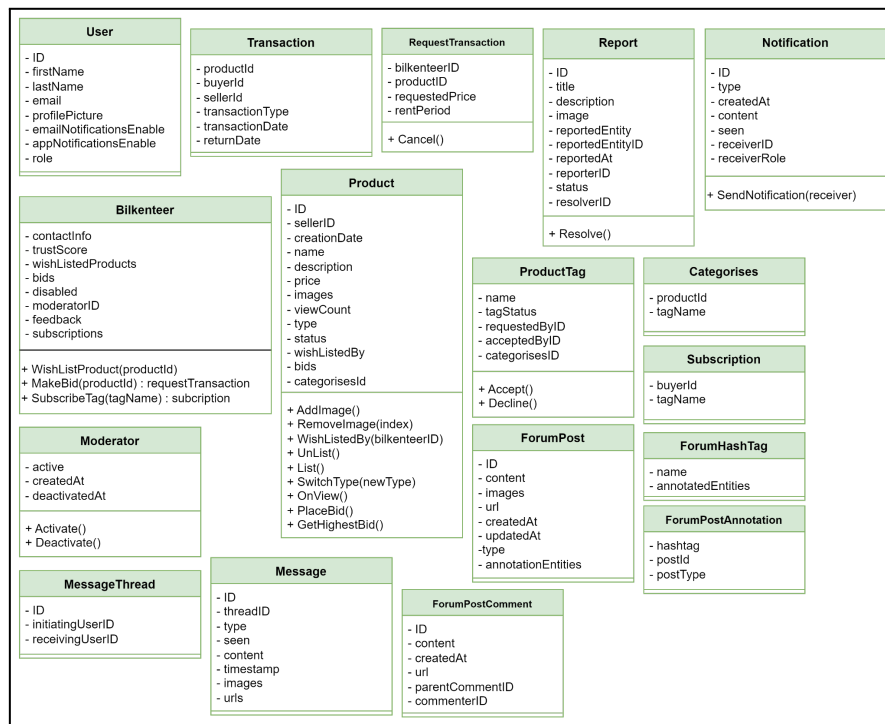 User
- ID
- firstName
- lastName
- email
- profilePicture
- emailNotificationsEnable
- appNotificationsEnable
- role
Transaction
- productId
- buyerId
- sellerId
- transactionType
- transactionDate
- returnDate
RequestTransaction
- bilkenteerID
- productID
- requestedPrice
- rentPeriod
+ Cancel()
Report
- ID
- title
- description
- image
- reportedEntity
- reportedEntityID
- reportedAt
- reporterID
- status
- resolverID
+ Resolve()
Notification
- ID
- type
- createdAt
- content
- seen
- receiverID
- receiverRole
+ SendNotification(receiver)
Bilkenteer
- contactInfo
- trustScore
- wishListedProducts
- bids
- disabled
- moderatorID
- feedback
- subscriptions
+ WishListProduct(productId)
+ MakeBid(productId) : requestTransaction
+ SubscribeTag(tagName) : subcription
Product
- ID
- sellerID
- creationDate
- name
- description
- price
- images
- viewCount
- type
- status
- wishListedBy
- bids
- categorisesId
+ AddImage()
+ RemoveImage(index)
+ WishListedBy(bilkenteerID)
+ UnList()
+ List()
+ SwitchType(newType)
+ OnView()
+ PlaceBid()
+ GetHighestBid()
ProductTag
- name
- tagStatus
- requestedByID
- acceptedByID
- categorisesID
+ Accept()
+ Decline()
Categorises
- productId
- tagName
Subscription
- buyerId
- tagName
Moderator
- active
- createdAt
- deactivatedAt
+ Activate()
+ Deactivate()
ForumPost
- ID
- content
- images
- url
- createdAt
- updatedAt
-type
- annotationEntities
ForumHashTag
- name
- annotatedEntities
ForumPostAnnotation
- hashtag
- postId
- postType
MessageThread
- ID
- initiatingUserID
- receivingUserID
Message
- ID
- threadID
- type
- seen
- content
- timestamp
- images
- urls
ForumPostComment
- ID
- content
- createdAt
- url
- parentCommentID
- commenterID